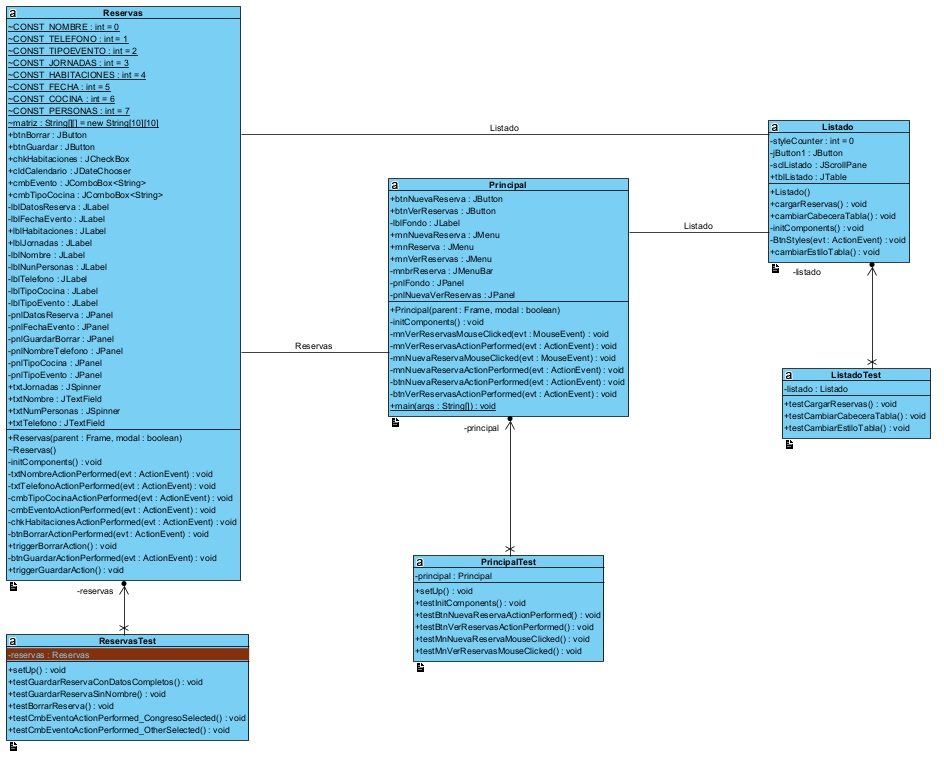 Reservas
~CONST_NOMBRE : int = 0
~CONST_TELEFONO : int = 1
~CONST_TIPOEVENTO : int = 2
~CONST_JORNADAS : int = 3
~CONST_HABITACIONES : int = 4
~CONST_FECHA : int = 5
~CONST_COCINA : int = 6
~CONST_PERSONAS : int = 7
~matriz : String[][] = new String[10][10]
+btnBorrar : JButton
+btnGuardar : JButton
+chkHabitaciones : JCheckBox
+cldCalendario : JDateChooser
+cmbEvento : JComboBox<String>
+cmbTipoCocina : JComboBox<String>
-lblDatosReserva : JLabel
-lblFechaEvento : JLabel
+lblHabitaciones : JLabel
+lblJornadas : JLabel
-lblNombre : JLabel
-lblNunPersonas : JLabel
-lblTelefono : JLabel
-lblTipoCocina : JLabel
-lblTipoEvento : JLabel
-pnlDatosReserva : JPanel
-pnlFechaEvento : JPanel
-pnlGuardarBorrar : JPanel
-pnlNombreTelefono : JPanel
-pnlTipoCocina : JPanel
-pnlTipoEvento : JPanel
+txtJornadas : JSpinner
+txtNombre : JTextField
+txtNumPersonas : JSpinner
+txtTelefono : JTextField
+Reservas(parent : Frame, modal : boolean)
~Reservas()
-initComponents() : void
-txtNombreActionPerformed(evt : ActionEvent) : void
-txtTelefonoActionPerformed(evt : ActionEvent) : void
-cmbTipoCocinaActionPerformed(evt : ActionEvent) : void
-cmbEventoActionPerformed(evt : ActionEvent) : void
-chkHabitacionesActionPerformed(evt : ActionEvent) : void
-btnBorrarActionPerformed(evt : ActionEvent) : void
+triggerBorrarAction() : void
-btnGuardarActionPerformed(evt : ActionEvent) : void
+triggerGuardarAction() : void
-reservas
ReservasTest
-reservas : Reservas
+setUp() : void
+testGuardarReservaConDatosCompletos() : void
+testGuardarReservaSinNombre() : void
+testBorrarReserva() : void
+testCmbEventoActionPerformed_CongresoSelected() : void
+testCmbEventoActionPerformed_OtherSelected() : void
Listado
Reservas
Principal
+btnNuevaReserva : JButton
+btnVerReservas : JButton
-lblFondo : JLabel
+mnNuevaReserva : JMenu
+mnReserva : JMenu
+mnVerReservas : JMenu
-mnbrReserva : JMenuBar
-pnlFondo : JPanel
-pnlNuevaVerReservas : JPanel
+Principal(parent : Frame, modal : boolean)
-initComponents() : void
-mnVerReservasMouseClicked(evt : MouseEvent) : void
-mnVerReservasActionPerformed(evt : ActionEvent) : void
-mnNuevaReservaMouseClicked(evt : MouseEvent) : void
-mnNuevaReservaActionPerformed(evt : ActionEvent) : void
-btnNuevaReservaActionPerformed(evt : ActionEvent) : void
-btnVerReservasActionPerformed(evt : ActionEvent) : void
+main(args : String[]) : void
-principal
PrincipalTest
-principal : Principal
+setUp() : void
+testInitComponents() : void
+testBtnNuevaReservaActionPerformed() : void
+testBtnVerReservasActionPerformed() : void
+testMnNuevaReservaMouseClicked() : void
+testMnVerReservasMouseClicked() : void
Listado
Listado
-styleCounter : int = 0
-jButton1 : JButton
-sclListado : JScrollPane
+tblListado : JTable
+Listado()
+cargarReservas() : void
+cambiarCabeceraTabla() : void
-initComponents() : void
-BtnStyles(evt : ActionEvent) : void
+cambiarEstiloTabla() : void
-listado
ListadoTest
-listado : Listado
+testCargarReservas() : void
+testCambiarCabeceraTabla() : void
+testCambiarEstiloTabla() : void